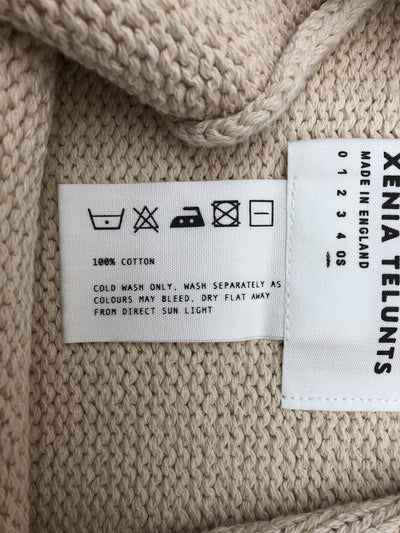 100% COTTON
COLD WASH ONLY, WASH SEPARATELY AS
COLOURS MAY BLEED, DRY FLAT AWAY
FROM DIRECT SUN LIGHT
XENIA TELUNTS
MADE IN ENGLAND
0 1 2 3 4 OS